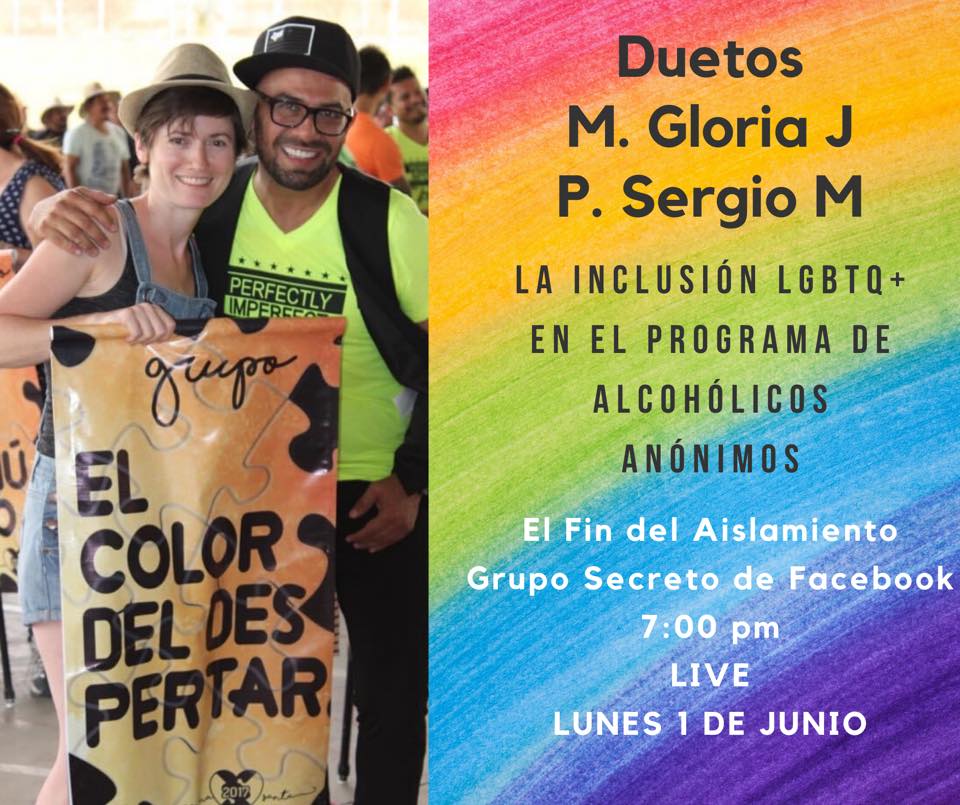 PERFECTLY
grupo
EL
COLOR
DEL DES
PERTAR
2017
Duetos
M. Gloria J
P. Sergio M
LA INCLUSIÓN LGBTQ+
EN EL PROGRAMA DE
ALCOHÓLICOS
ANÓNIMOS
El Fin del Aislamiento
Grupo Secreto de Facebook
7:00 pm
LIVE
LUNES 1 DE JUNIO